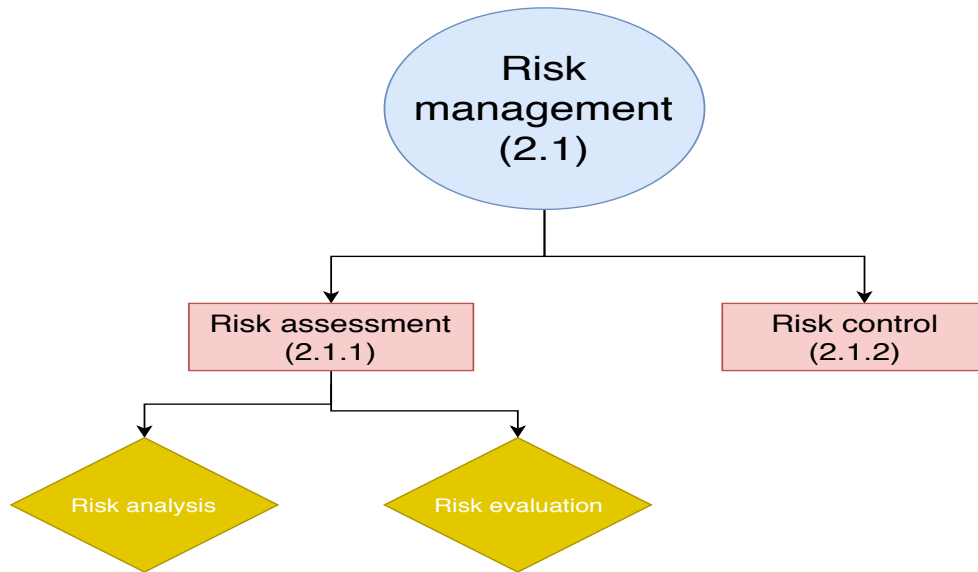 Risk
management
(2.1)
Risk assessment
(2.1.1)
Risk control
(2.1.2)
Risk analysis
Risk evaluation